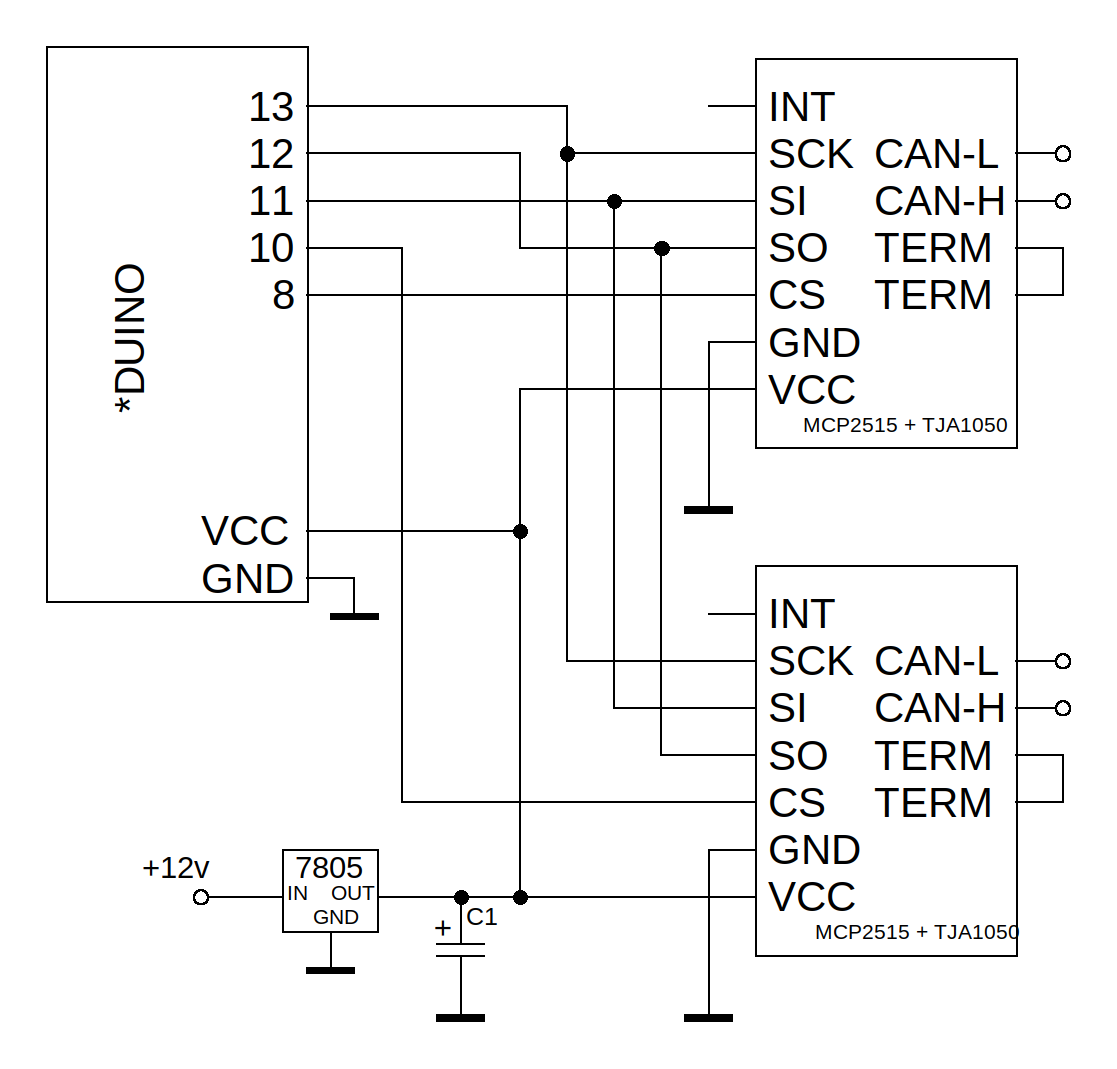 13
12
11
10
8
*DUINO
VCC
GND
INT
SCK CAN-L
SI CAN-H
SO TERM
CS TERM
GND
VCC
MCP2515 + TJA1050
INT
SCK CAN-L
SI CAN-H
SO TERM
CS TERM
GND
VCC
MCP2515 + TJA1050
+12v
7805
IN OUT
GND
+ C1